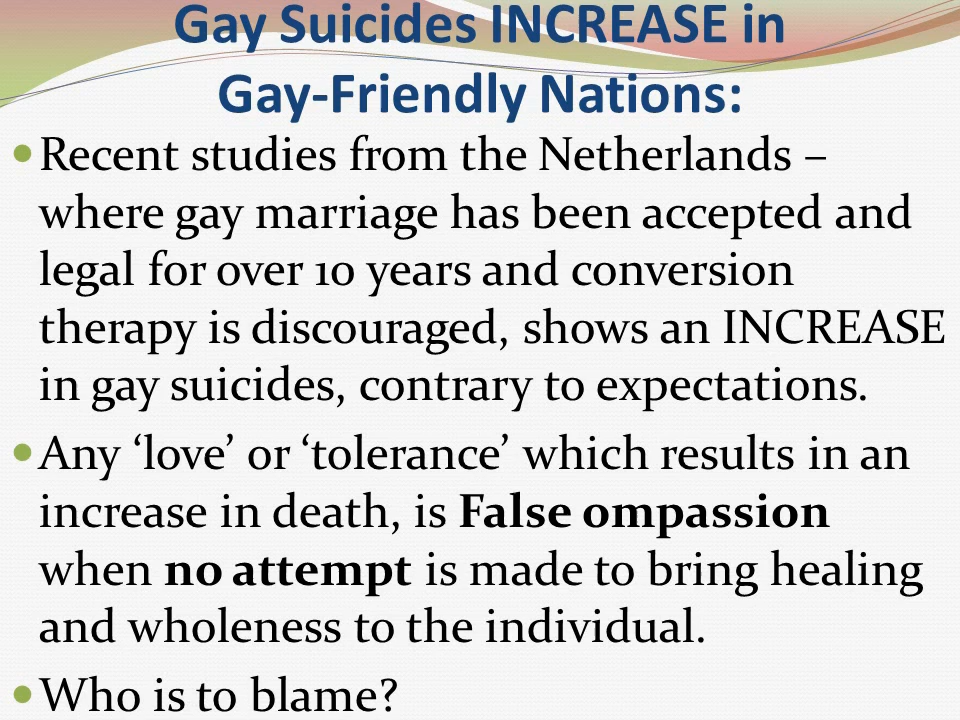 Gay Suicides INCREASE in
Gay-Friendly Nations:
• Recent studies from the Netherlands –
where gay marriage has been accepted and
legal for over 10 years and conversion
therapy is discouraged, shows an INCREASE
in gay suicides, contrary to expectations.
• Any ‘love’ or ‘tolerance’ which results in an
increase in death, is False ompassion
when no attempt is made to bring healing
and wholeness to the individual.
• Who is to blame?